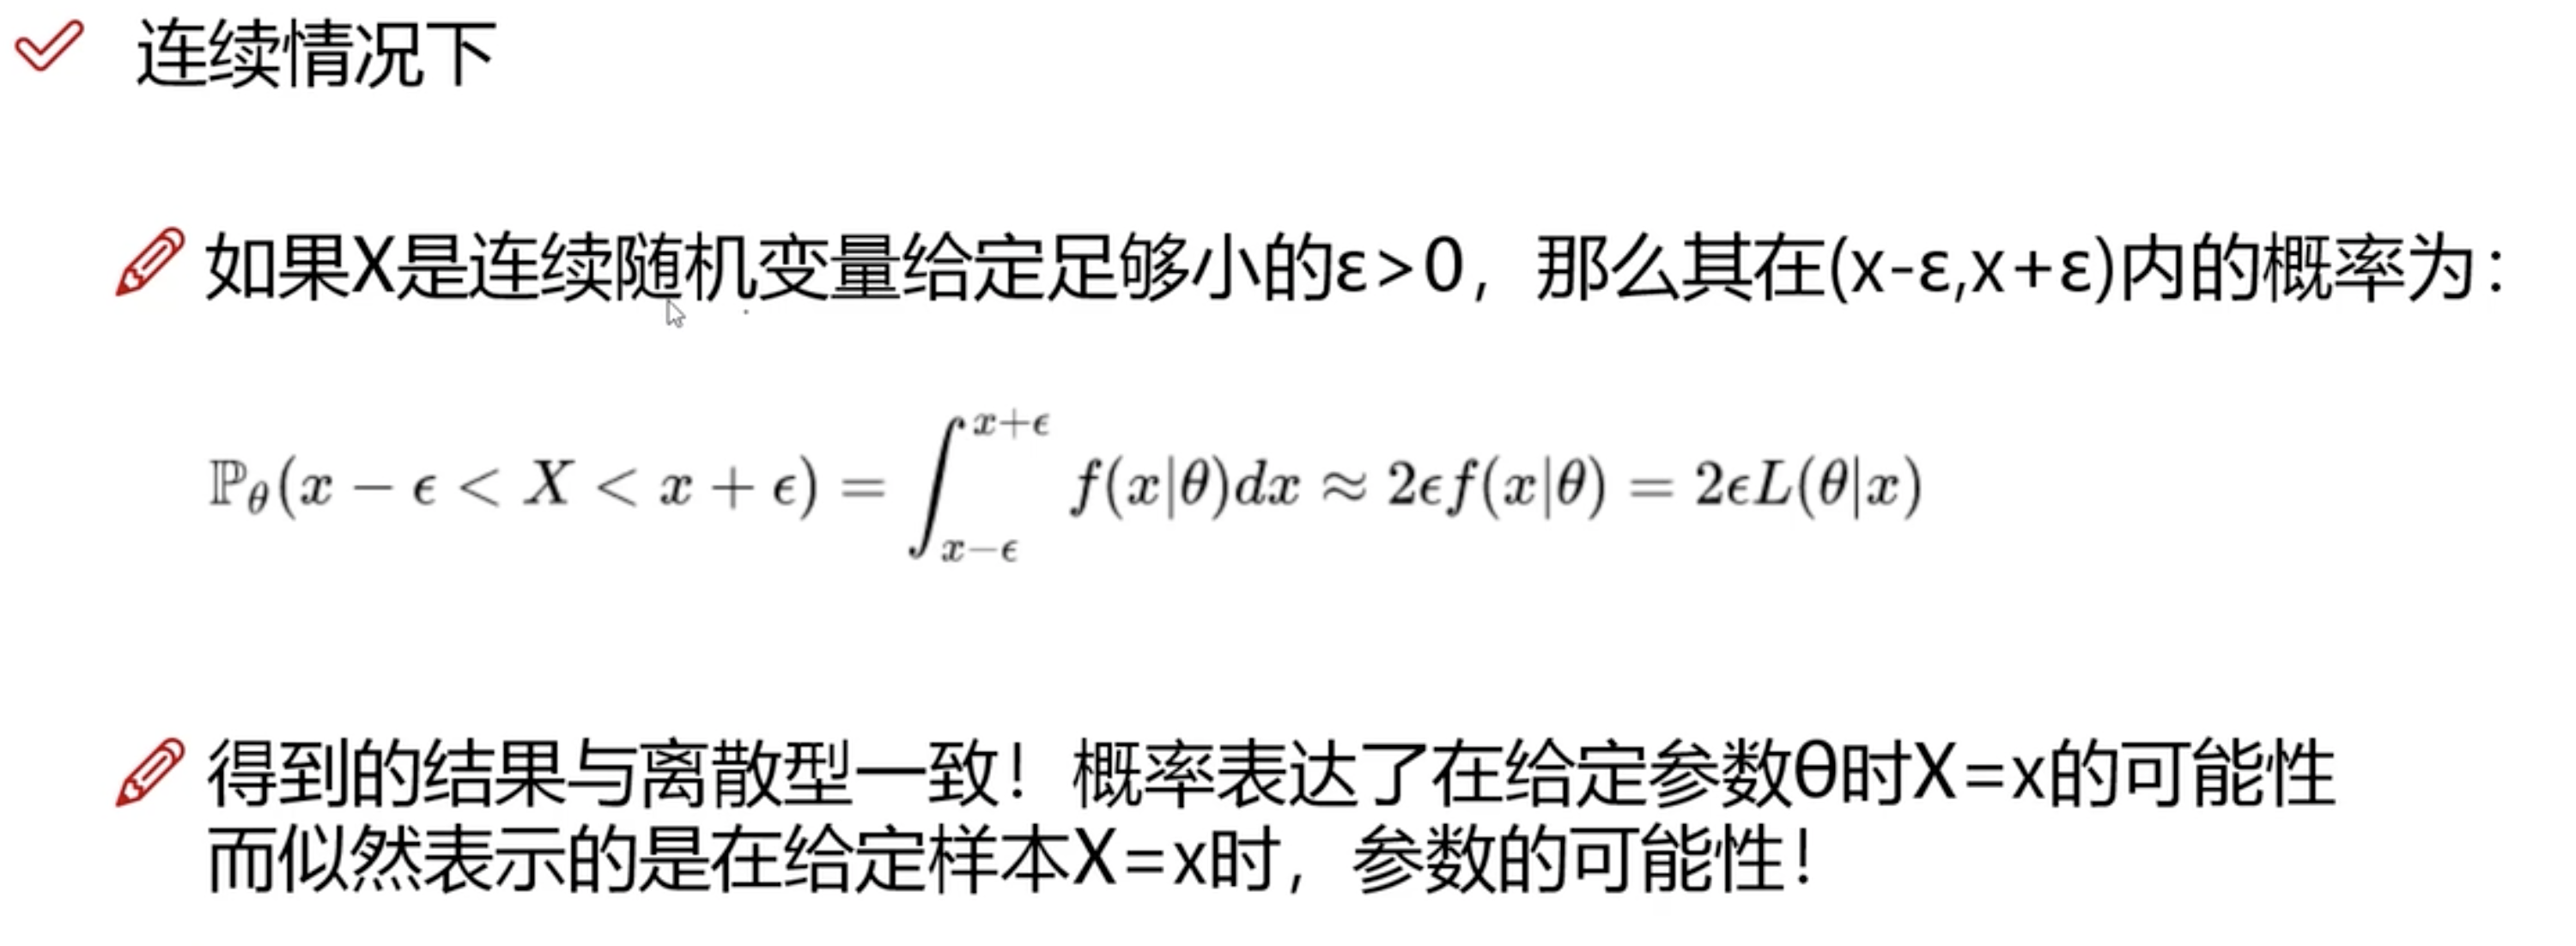 连续情况下
如果X是连续随机变量给定足够小的ε>0，那么其在(x-ε,x+ε)内的概率为：
$\mathbb{P}_\theta(x-\epsilon<X<x+\epsilon)=\int_{x-\epsilon}^{x+\epsilon}f(x|\theta)dx\approx2\epsilon f(x|\theta)=2\epsilon L(\theta|x)$
得到的结果与离散型一致！概率表达了在给定参数θ时X=x的可能性
而似然表示的是在给定样本X=x时，参数的可能性！